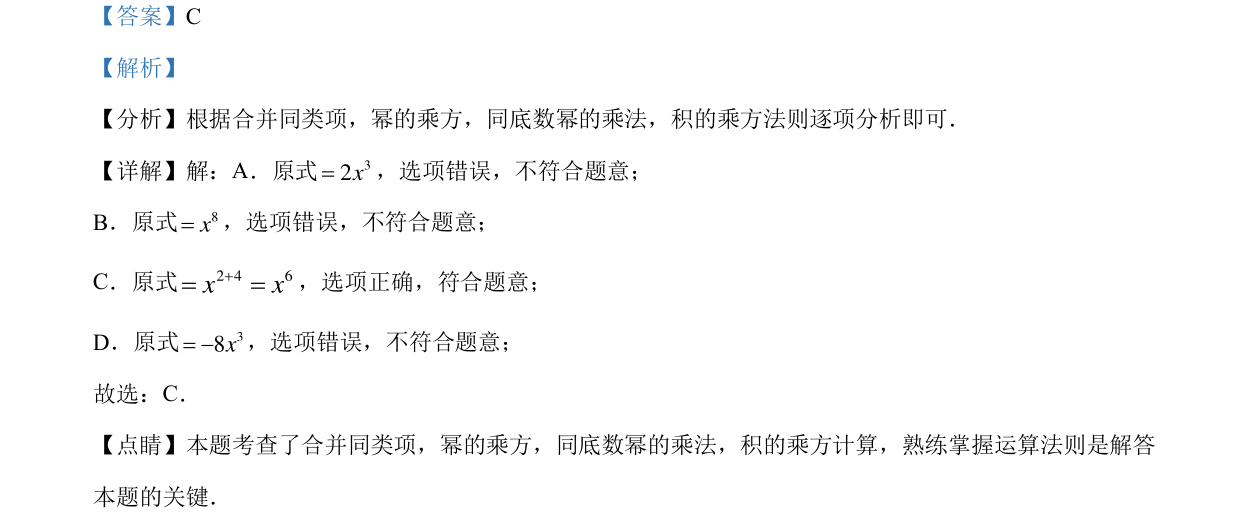 【答案】C
【解析】
【分析】根据合并同类项，幂的乘方，同底数幂的乘法，积的乘方法则逐项分析即可．
【详解】解：A．原式 = 2x³，选项错误，不符合题意；
B．原式 = x⁸，选项错误，不符合题意；
C．原式 = x²⁺⁴ = x⁶，选项正确，符合题意；
D．原式 = −8x³，选项错误，不符合题意；
故选：C．
【点睛】本题考查了合并同类项，幂的乘方，同底数幂的乘法，积的乘方计算，熟练掌握运算法则是解答
本题的关键．